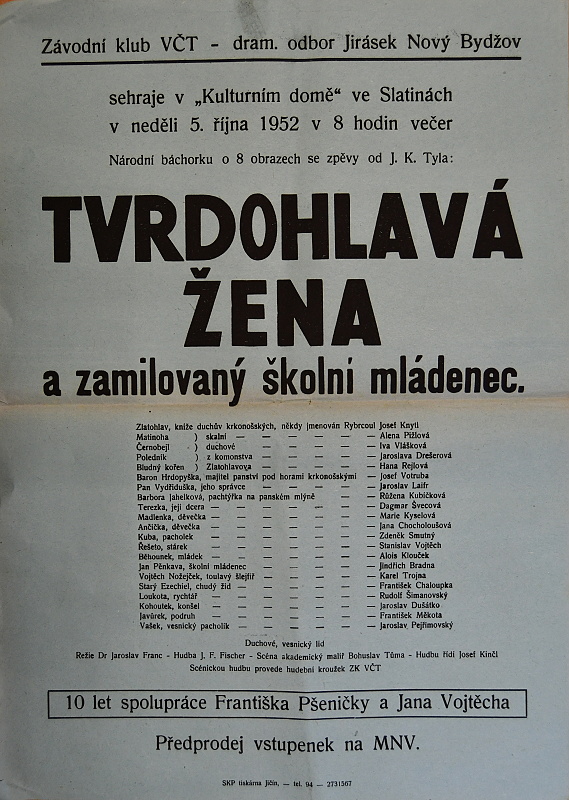 Závodní klub VČT - dram. odbor Jirásek Nový Bydžov
sehraje v „Kulturním domě" ve Slatinách
v neděli 5. října 1952 v 8 hodin večer
Národní báchorku o 8 obrazech se zpěvy od J. K. Tyla:
TVRDOHLAVÁ
ŽENA
a zamilovaný školní mládenec.
Zlatohlav, kníže duchův krkonošských, někdy jmenován Rybrcoul Josef Knytl
Matinoha ) skalní — — — — — — Alena Pížlová
Černobejl ) duchové — — — — — — Iva Vlášková
Poledník ) z komonstva — — — — — Jaroslava Drešerová
Bludný kořen ) Zlatohlavova — — — — — Hana Rejlová
Baron Hrdopyška, majitel panství pod horami krkonošskými — Josef Votruba
Pan Vydřiduška, jeho správce — — — — Jaroslav Laifr
Barbora Jahelková, pachtýřka na panském mlýně — — Růžena Kubíčková
Terezka, její dcera — — — — — — Dagmar Švecová
Madlenka, děvečka — — — — — — Marie Kyselová
Ančička, děvečka — — — — — — Jana Chocholoušová
Kuba, pacholek — — — — — — Zdeněk Smutný
Řešeto, stárek — — — — — — Stanislav Vojtěch
Běhounek, mládek — — — — — — Alois Klouček
Jan Pěnkava, školní mládenec — — — — Jindřich Bradna
Vojtěch Nožejček, toulavý šlejfíř — — — — Karel Trojna
Starý Ezechiel, chudý žid — — — — — František Chaloupka
Loukota, rychtář — — — — — — Rudolf Šimanovský
Kohoutek, konšel — — — — — — Jaroslav Dušátko
Javůrek, podruh — — — — — — František Měkota
Vašek, vesnický pacholík — — — — — Jaroslav Pejřimovský
Duchové, vesnický lid
Režie Dr Jaroslav Franc - Hudba J. F. Fischer - Scéna akademický malíř Bohuslav Tůma - Hudbu řídí Josef Kinčl
Scénickou hudbu provede hudební kroužek ZK VČT
10 let spolupráce Františka Pšeničky a Jana Vojtěcha
Předprodej vstupenek na MNV.
SKP tiskárna Jičín, — tel. 94 — 2731567